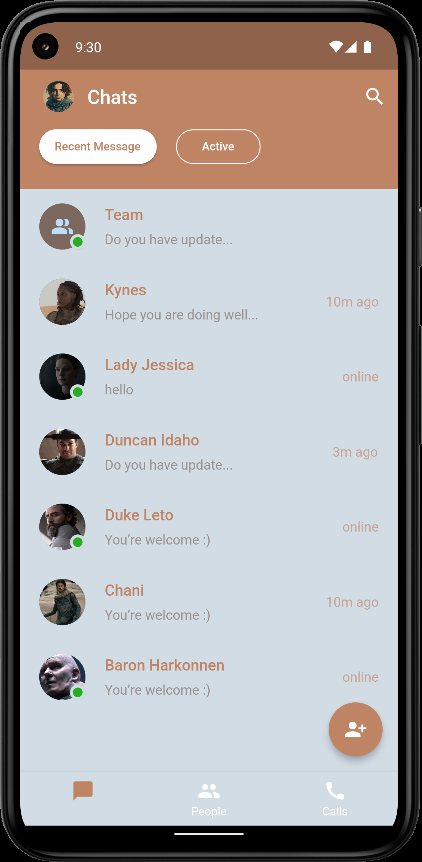 9:30
Chats
Recent Message
Active
Team
Do you have update...
Kynes
Hope you are doing well...
10m ago
Lady Jessica
hello
online
Duncan Idaho
Do you have update...
3m ago
Duke Leto
You're welcome :)
online
Chani
You're welcome :)
10m ago
Baron Harkonnen
You're welcome :)
online
People
Calls